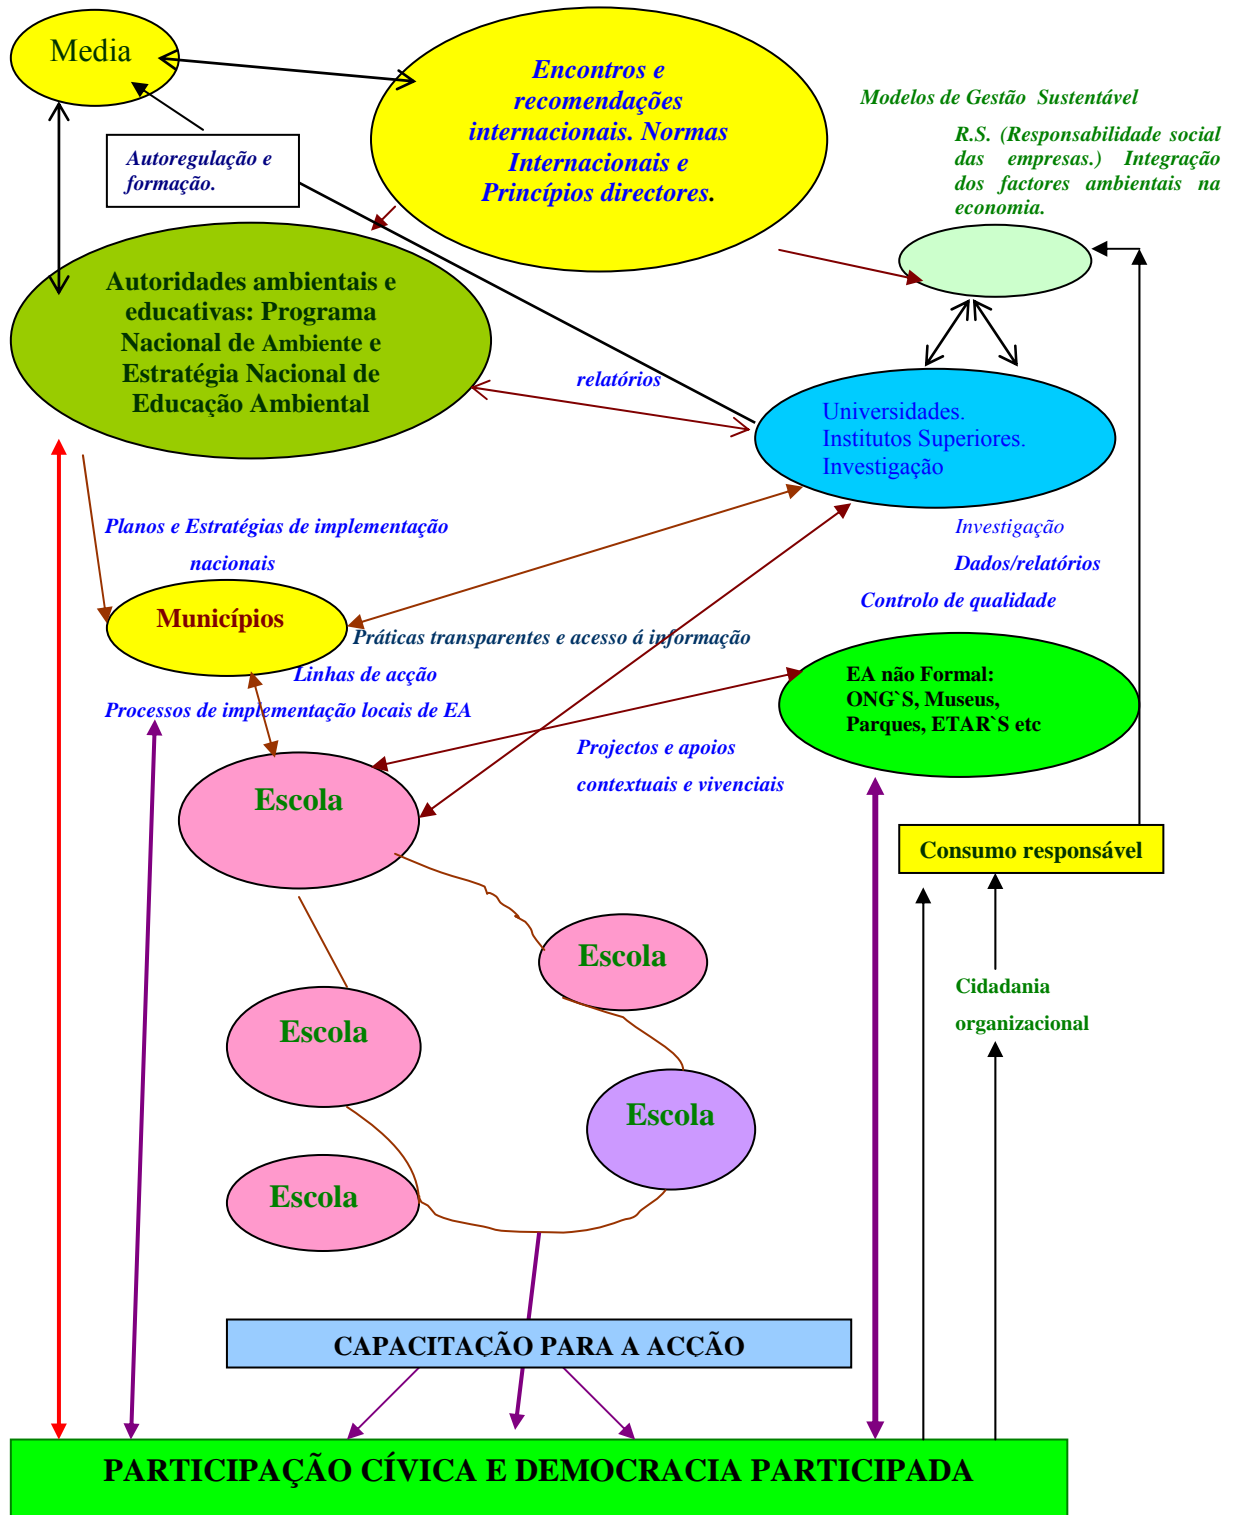 Media
Encontros e
recomendações
internacionais. Normas
Internacionais e
Princípios directores.
Modelos de Gestão Sustentável
R.S. (Responsabilidade social
das empresas.) Integração
dos factores ambientais na
economia.
Autoregulação e
formação.
Autoridades ambientais e
educativas: Programa
Nacional de Ambiente e
Estratégia Nacional de
Educação Ambiental
relatórios
Universidades.
Institutos Superiores.
Investigação
Planos e Estratégias de implementação
nacionais
Investigação
Dados/relatórios
Controlo de qualidade
Municípios
Práticas transparentes e acesso á informação
Linhas de acção
Processos de implementação locais de EA
EA não Formal:
ONG`S, Museus,
Parques, ETAR`S etc
Projectos e apoios
contextuais e vivenciais
Escola
Consumo responsável
Escola
Cidadania
organizacional
Escola
Escola
Escola
CAPACITAÇÃO PARA A ACÇÃO
PARTICIPAÇÃO CÍVICA E DEMOCRACIA PARTICIPADA